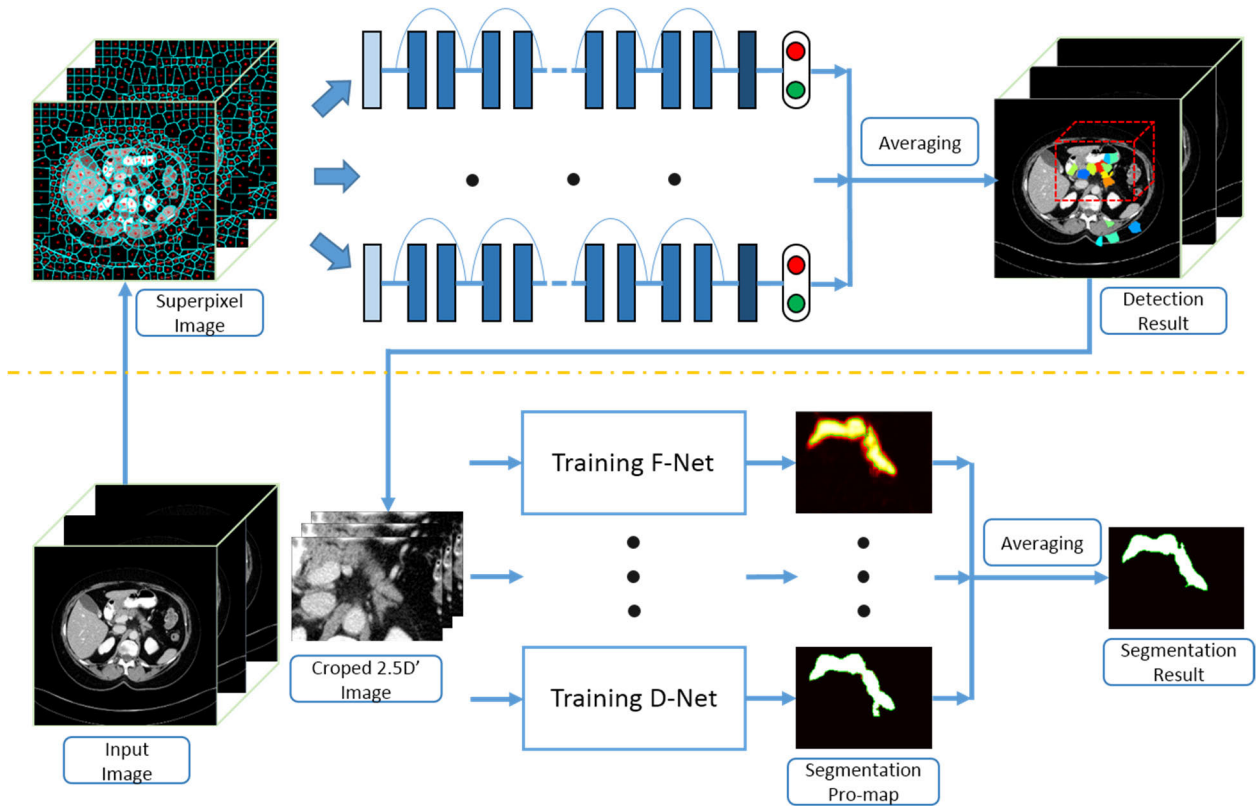 Averaging
Superpixel
Image
Detection
Result
Training F-Net
Averaging
Croped 2.5D’
Image
Training D-Net
Segmentation
Result
Input
Image
Segmentation
Pro-map